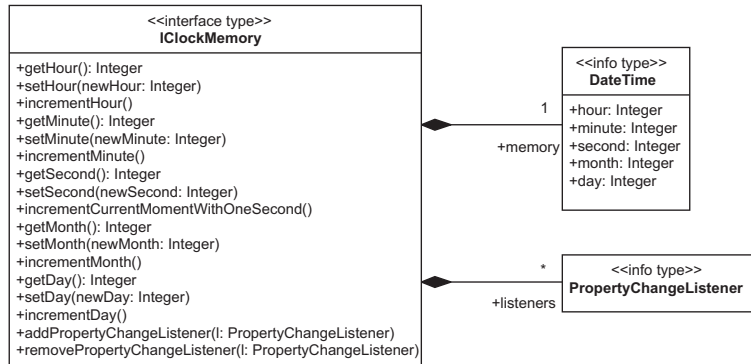 <<interface type>>
IClockMemory
+getHour(): Integer
+setHour(newHour: Integer)
+incrementHour()
+getMinute(): Integer
+setMinute(newMinute: Integer)
+incrementMinute()
+getSecond(): Integer
+setSecond(newSecond: Integer)
+incrementCurrentMomentWithOneSecond()
+getMonth(): Integer
+setMonth(newMonth: Integer)
+incrementMonth()
+getDay(): Integer
+setDay(newDay: Integer)
+incrementDay()
+addPropertyChangeListener(l: PropertyChangeListener)
+removePropertyChangeListener(l: PropertyChangeListener)
1
+memory
<<info type>>
DateTime
+hour: Integer
+minute: Integer
+second: Integer
+month: Integer
+day: Integer
*
+listeners
<<info type>>
PropertyChangeListener